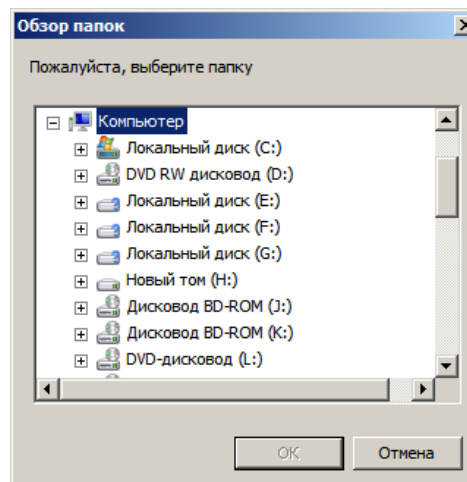 Обзор папок
Пожалуйста, выберите папку
Компьютер
Локальный диск (C:)
DVD RW дисковод (D:)
Локальный диск (E:)
Локальный диск (F:)
Локальный диск (G:)
Новый том (H:)
Дисковод BD-ROM (J:)
Дисковод BD-ROM (K:)
DVD-дисковод (L:)
ОК
Отмена